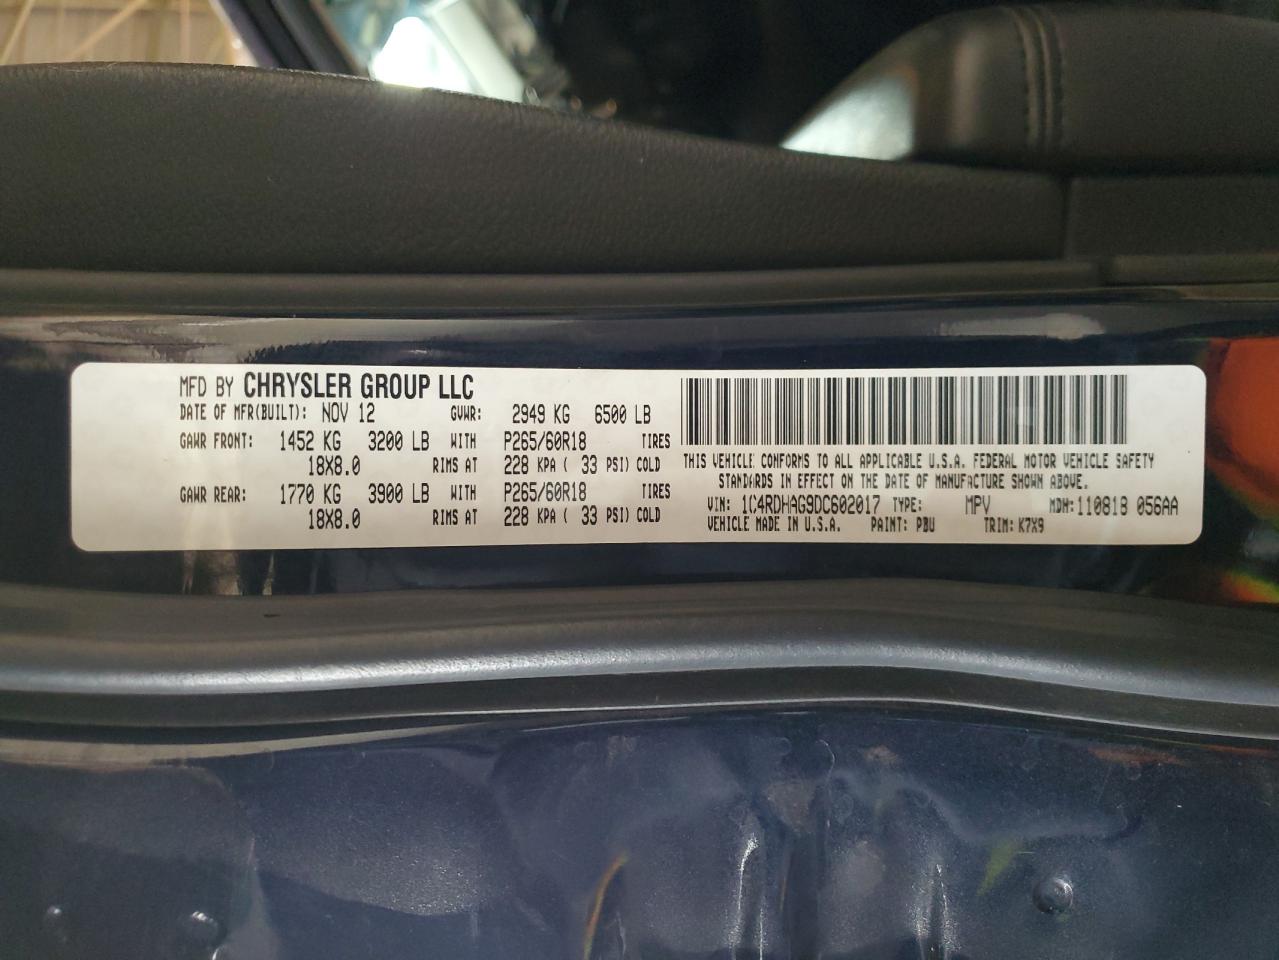 MFD BY CHRYSLER GROUP LLC
DATE OF MFR(BUILT): NOV 12 GVWR: 2949 KG 6500 LB
GAWR FRONT: 1452 KG 3200 LB WITH P265/60R18 TIRES
18X8.0 RIMS AT 228 KPA ( 33 PSI) COLD
GAWR REAR: 1770 KG 3900 LB WITH P265/60R18 TIRES
18X8.0 RIMS AT 228 KPA ( 33 PSI) COLD
THIS VEHICLE CONFORMS TO ALL APPLICABLE U.S.A. FEDERAL MOTOR VEHICLE SAFETY
STANDARDS IN EFFECT ON THE DATE OF MANUFACTURE SHOWN ABOVE.
VIN: 1C4RDHAG9DC602017 TYPE: MPV MDH:110813 056AA
VEHICLE MADE IN U.S.A. PAINT: PBU TRIM: K7X9